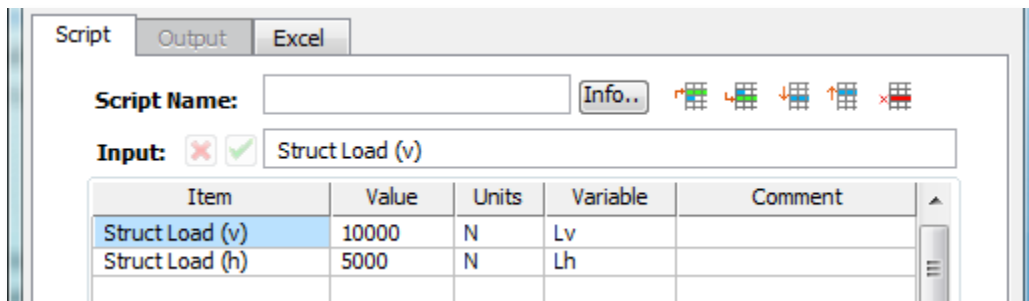 Script Output Excel
Script Name: Info..
Input: Struct Load (v)
Item Value Units Variable Comment
Struct Load (v) 10000 N Lv
Struct Load (h) 5000 N Lh